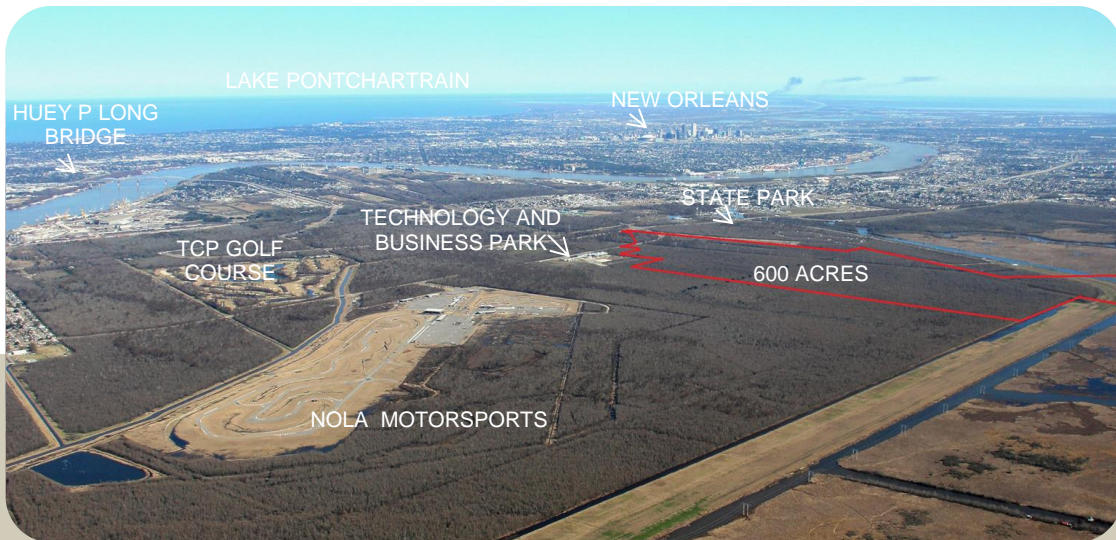 LAKE PONTCHARTRAIN
HUEY P LONG
BRIDGE
NEW ORLEANS
STATE PARK
TECHNOLOGY AND
BUSINESS PARK
TCP GOLF
COURSE
600 ACRES
NOLA MOTORSPORTS